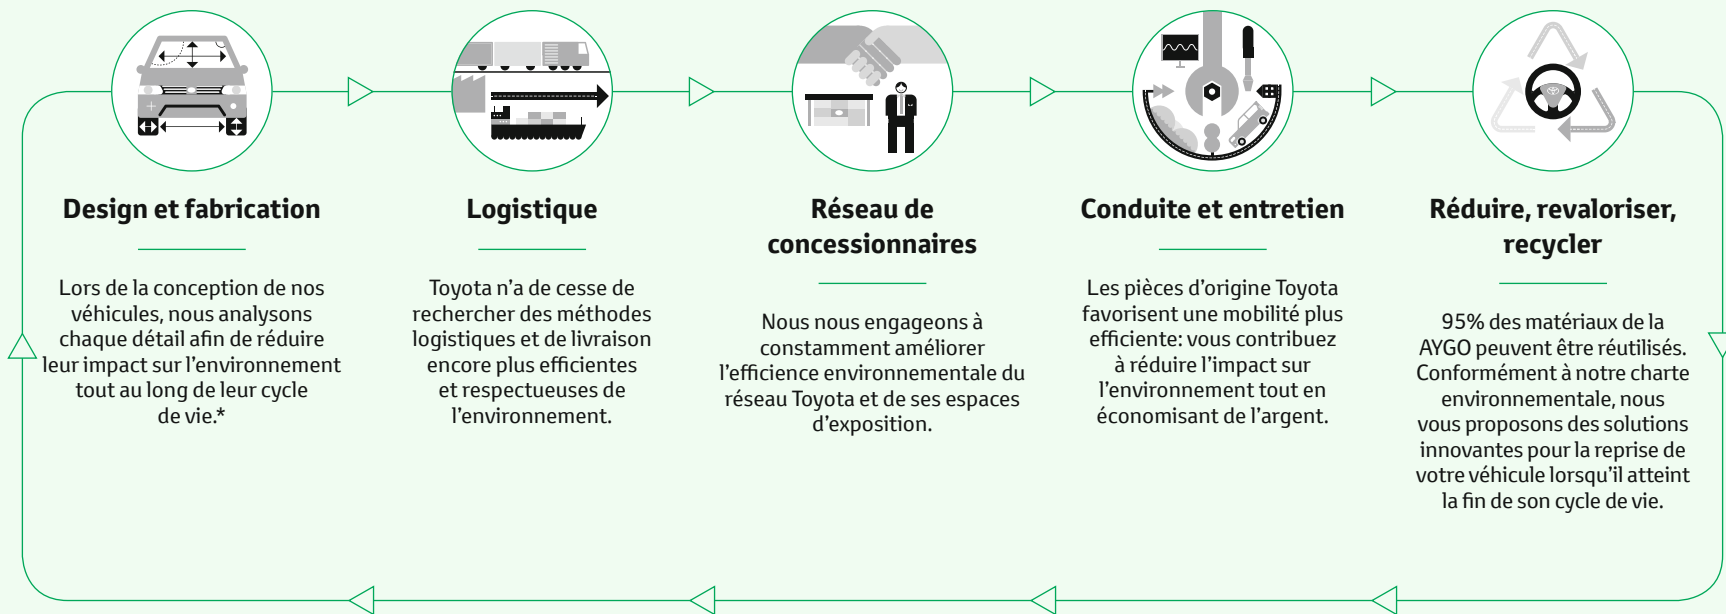 Design et fabrication
Lors de la conception de nos
véhicules, nous analysons
chaque détail afin de réduire
leur impact sur l’environnement
tout au long de leur cycle
de vie.*
Logistique
Toyota n’a de cesse de
rechercher des méthodes
logistiques et de livraison
encore plus efficientes
et respectueuses de
l’environnement.
Réseau de
concessionnaires
Nous nous engageons à
constamment améliorer
l’efficience environnementale du
réseau Toyota et de ses espaces
d’exposition.
Conduite et entretien
Les pièces d’origine Toyota
favorisent une mobilité plus
efficiente: vous contribuez
à réduire l’impact sur
l’environnement tout en
économisant de l’argent.
Réduire, revaloriser,
recycler
95% des matériaux de la
AYGO peuvent être réutilisés.
Conformément à notre charte
environnementale, nous
vous proposons des solutions
innovantes pour la reprise de
votre véhicule lorsqu’il atteint
la fin de son cycle de vie.